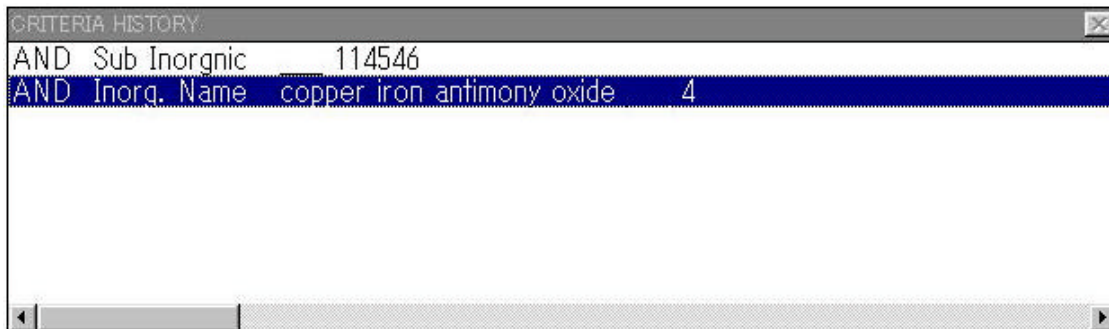 CRITERIA HISTORY
AND Sub Inorgnic ___ 114546
AND Inorg. Name copper iron antimony oxide 4